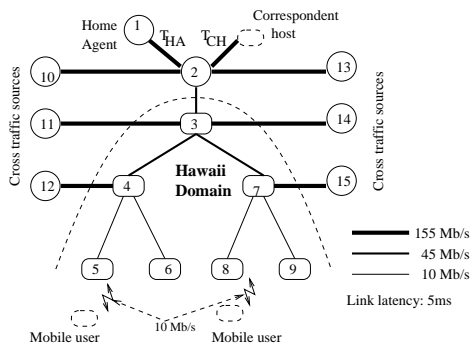 Home
Agent
1
T_HA
T_CH
Correspondent
host
10
2
13
Cross traffic sources
11
3
14
Cross traffic sources
12
4
Hawaii
Domain
7
15
155 Mb/s
45 Mb/s
10 Mb/s
5
6
8
9
Link latency: 5ms
10 Mb/s
Mobile user
Mobile user